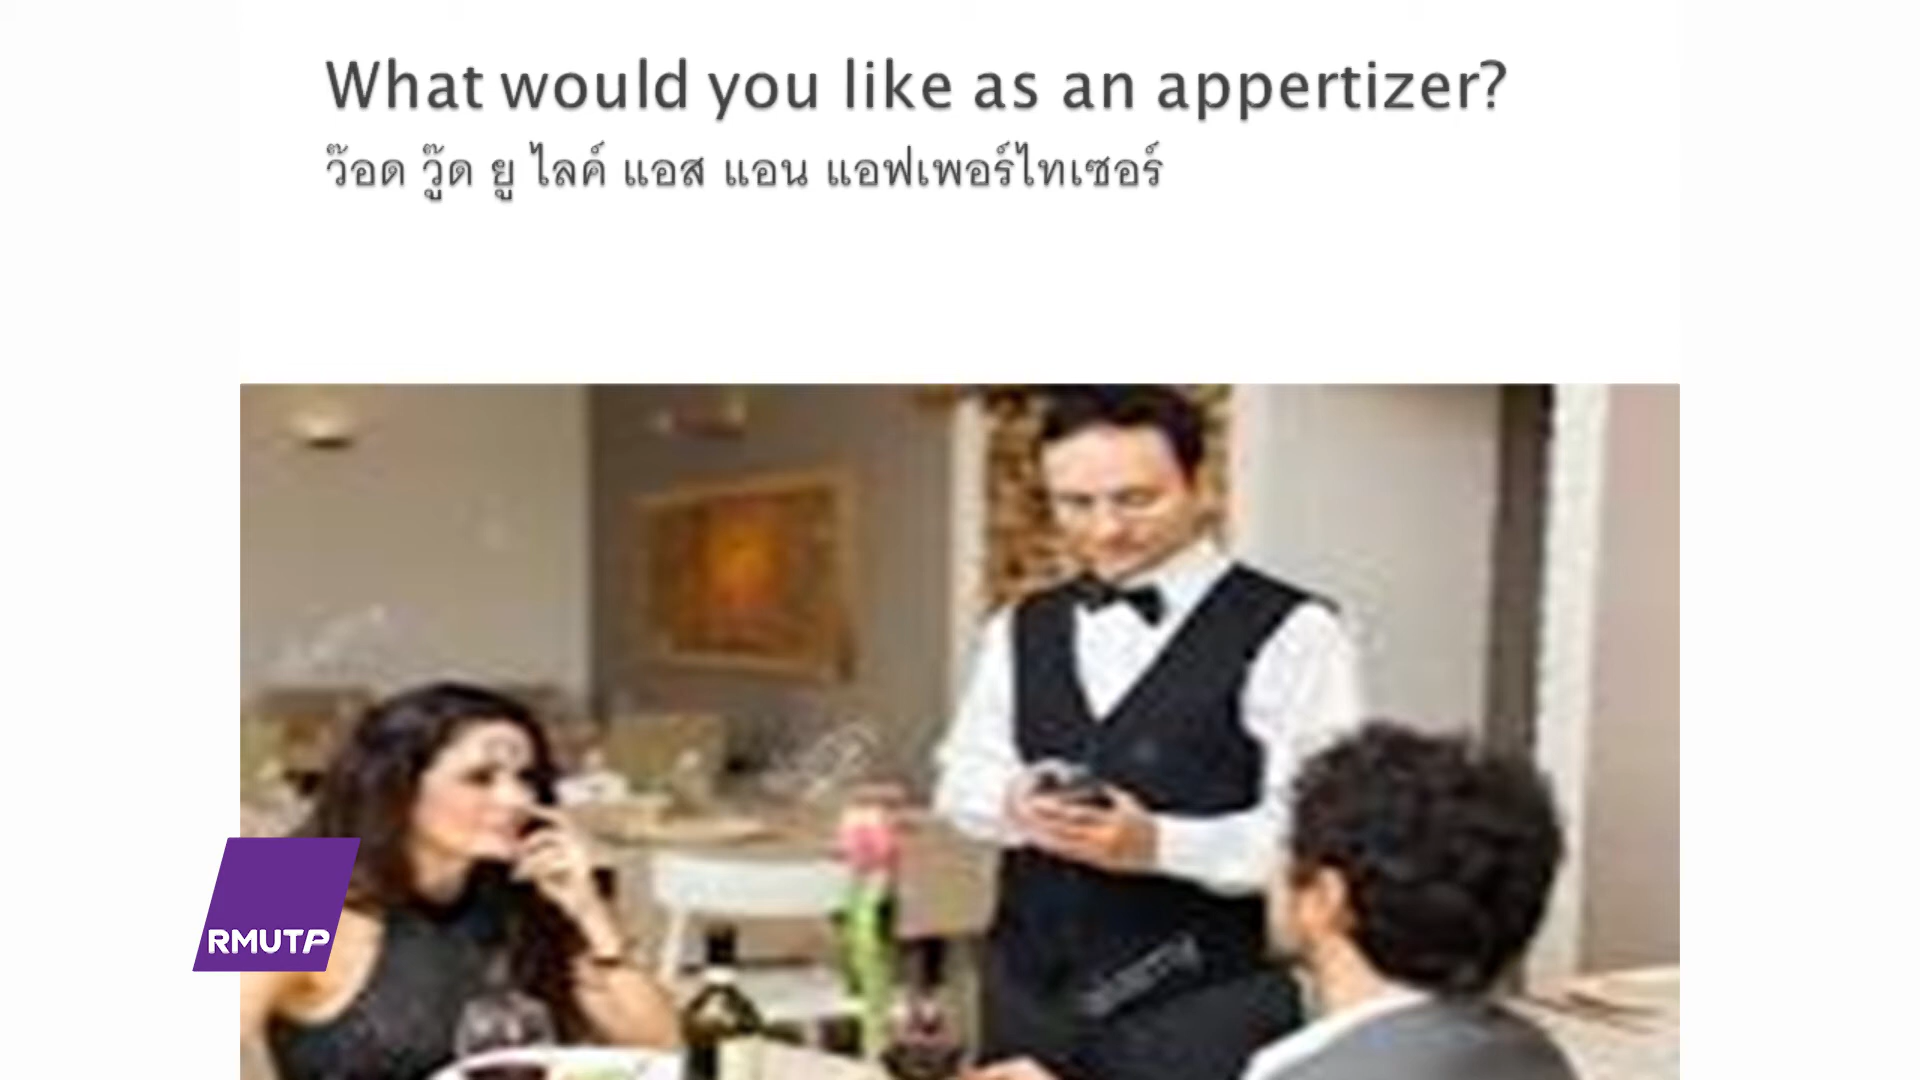 What would you like as an appertizer?
ว๊อด วู๊ด ยู ไลค์ แอส แอน แอฟเพอร์ไทเซอร์
RMUTP